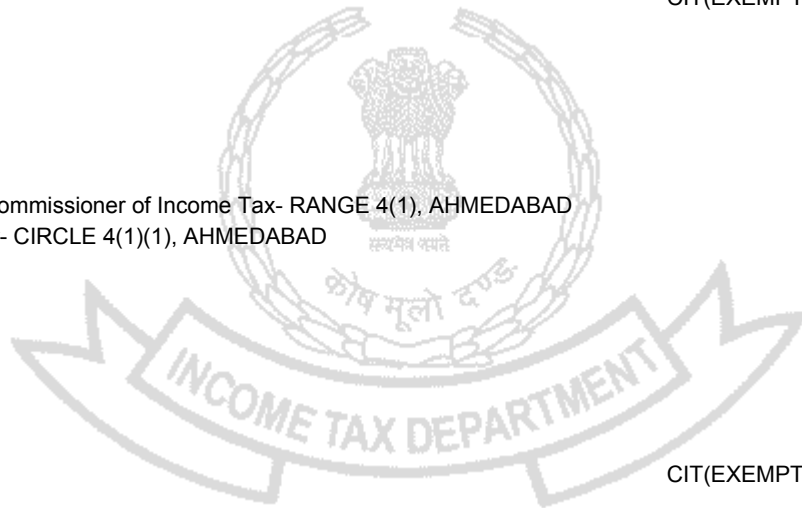 CIT(EXEMPT
ommissioner of Income Tax- RANGE 4(1), AHMEDABAD
- CIRCLE 4(1)(1), AHMEDABAD
सत्यमेव जयते
कोष मूलो दण्डः
INCOME TAX DEPARTMENT
CIT(EXEMPT